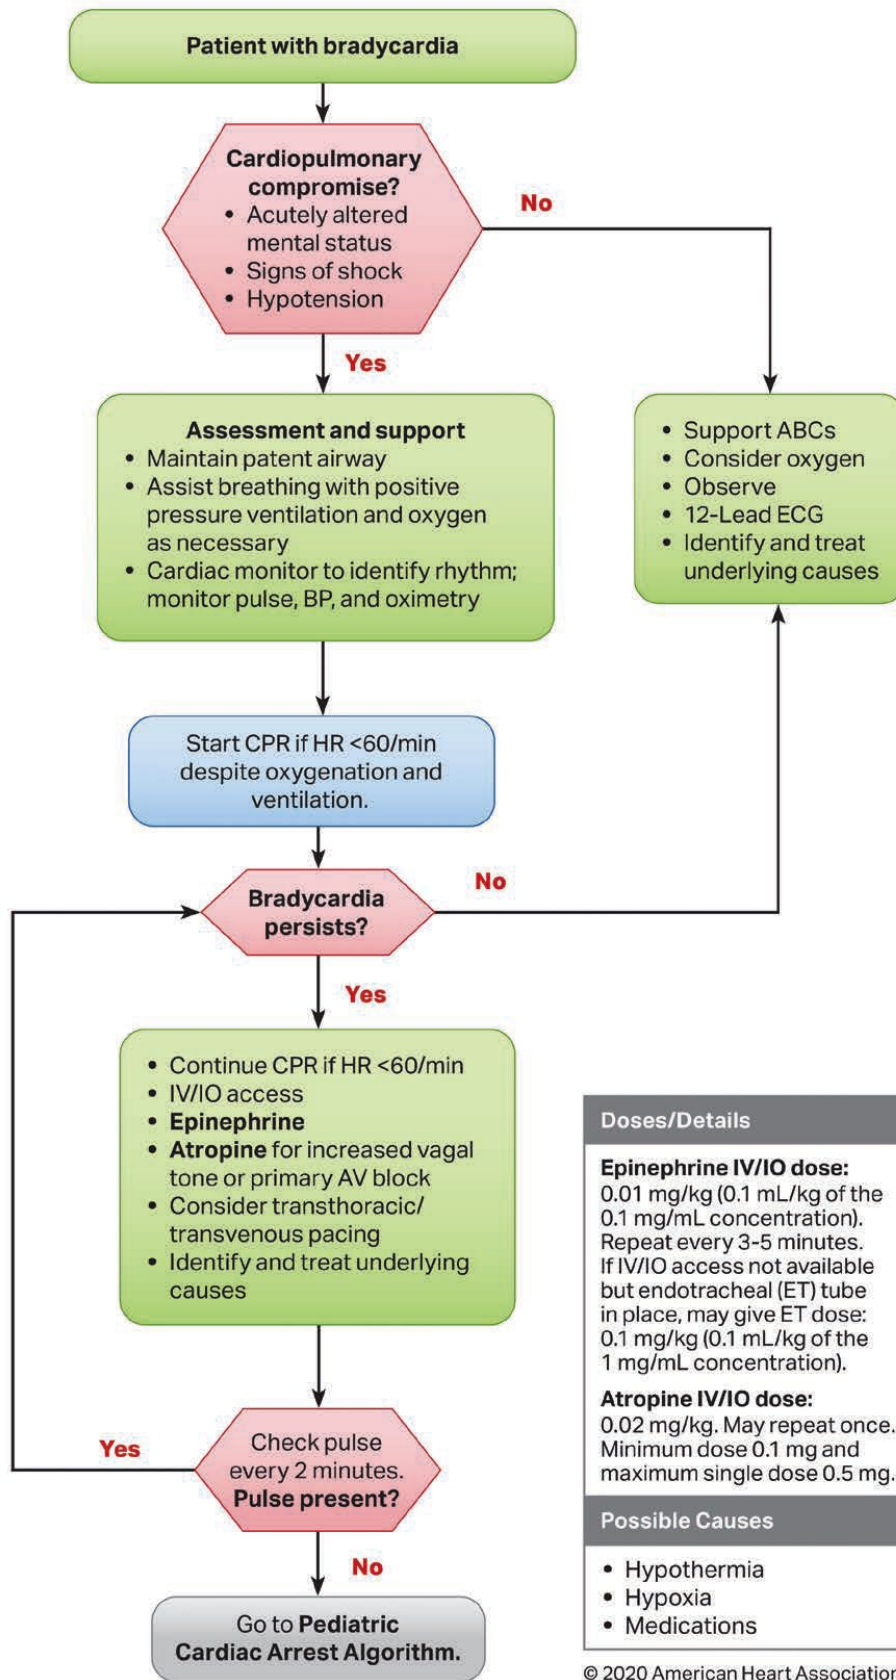 Patient with bradycardia
Cardiopulmonary
compromise?
• Acutely altered
mental status
• Signs of shock
• Hypotension
No
Yes
Assessment and support
• Maintain patent airway
• Assist breathing with positive
pressure ventilation and oxygen
as necessary
• Cardiac monitor to identify rhythm;
monitor pulse, BP, and oximetry
• Support ABCs
• Consider oxygen
• Observe
• 12-Lead ECG
• Identify and treat
underlying causes
Start CPR if HR <60/min
despite oxygenation and
ventilation.
Bradycardia
persists?
No
Yes
• Continue CPR if HR <60/min
• IV/IO access
• Epinephrine
• Atropine for increased vagal
tone or primary AV block
• Consider transthoracic/
transvenous pacing
• Identify and treat underlying
causes
Check pulse
every 2 minutes.
Pulse present?
Yes
No
Go to Pediatric
Cardiac Arrest Algorithm.
Doses/Details
Epinephrine IV/IO dose:
0.01 mg/kg (0.1 mL/kg of the
0.1 mg/mL concentration).
Repeat every 3-5 minutes.
If IV/IO access not available
but endotracheal (ET) tube
in place, may give ET dose:
0.1 mg/kg (0.1 mL/kg of the
1 mg/mL concentration).
Atropine IV/IO dose:
0.02 mg/kg. May repeat once.
Minimum dose 0.1 mg and
maximum single dose 0.5 mg.
Possible Causes
• Hypothermia
• Hypoxia
• Medications
© 2020 American Heart Association